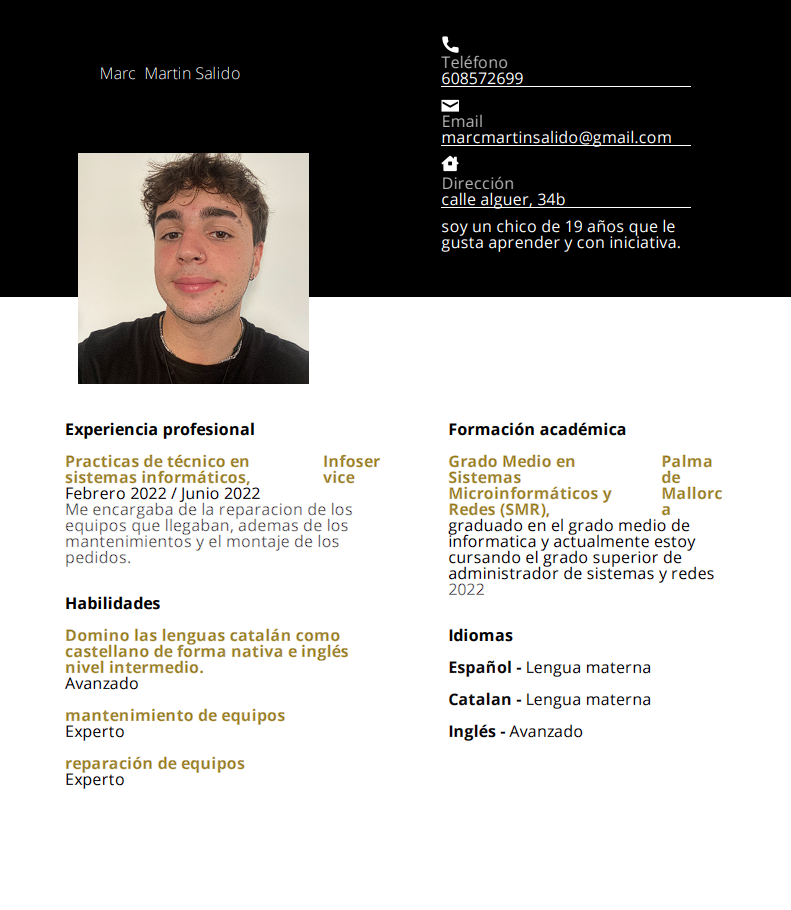 Marc  Martin Salido
Teléfono
608572699
Email
marcmartinsalido@gmail.com
Dirección
calle alguer, 34b
soy un chico de 19 años que le
gusta aprender y con iniciativa.
Experiencia profesional
Practicas de técnico en
sistemas informáticos,
Infoser
vice
Febrero 2022 / Junio 2022
Me encargaba de la reparacion de los
equipos que llegaban, ademas de los
mantenimientos y el montaje de los
pedidos.
Habilidades
Domino las lenguas catalán como
castellano de forma nativa e inglés
nivel intermedio.
Avanzado
mantenimiento de equipos
Experto
reparación de equipos
Experto
Formación académica
Grado Medio en
Sistemas
Microinformáticos y
Redes (SMR),
Palma
de
Mallorc
a
graduado en el grado medio de
informatica y actualmente estoy
cursando el grado superior de
administrador de sistemas y redes
2022
Idiomas
Español - Lengua materna
Catalan - Lengua materna
Inglés - Avanzado